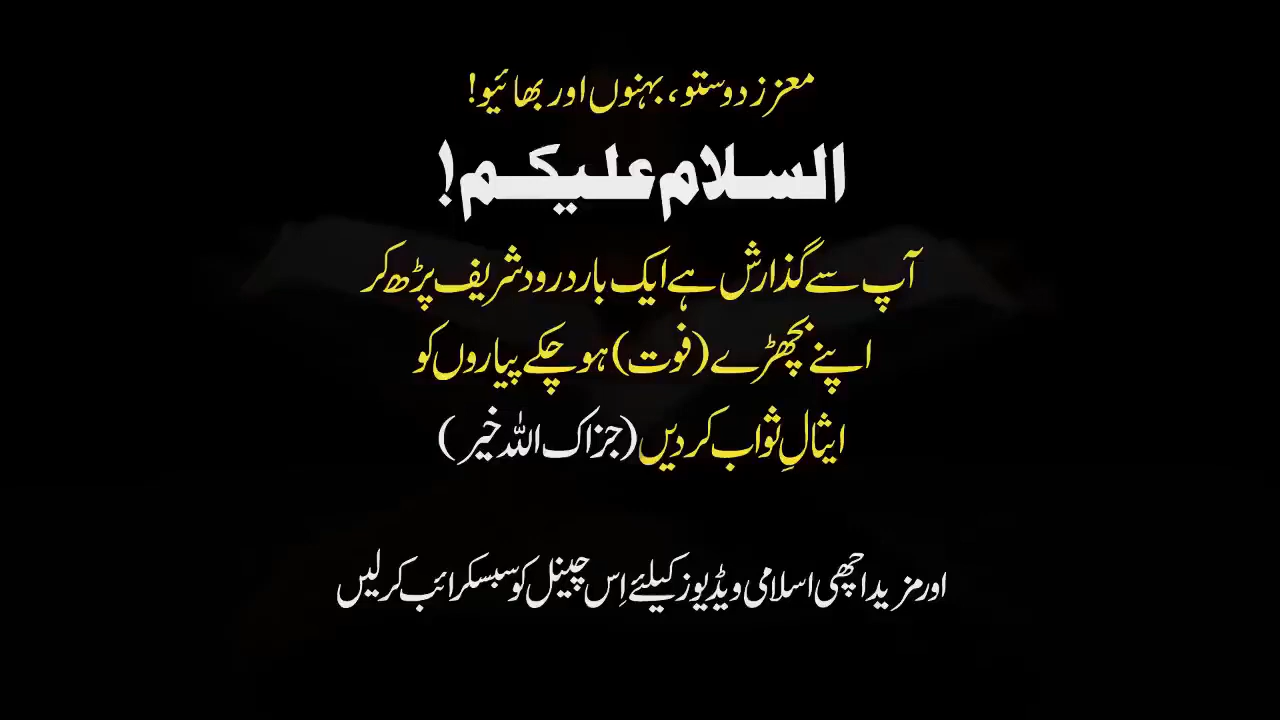 معزز دوستو، بہنوں اور بھائیو!
السلام علیکم!
آپ سے گذارش ہے ایک بار درود شریف پڑھ کر
اپنے بچھڑے (فوت) ہو چکے پیاروں کو
ایثالِ ثواب کر دیں (جزاک اللہ خیر)
اور مزید اچھی اسلامی ویڈیوز کیلئے اِس چینل کو سبسکرائب کر لیں